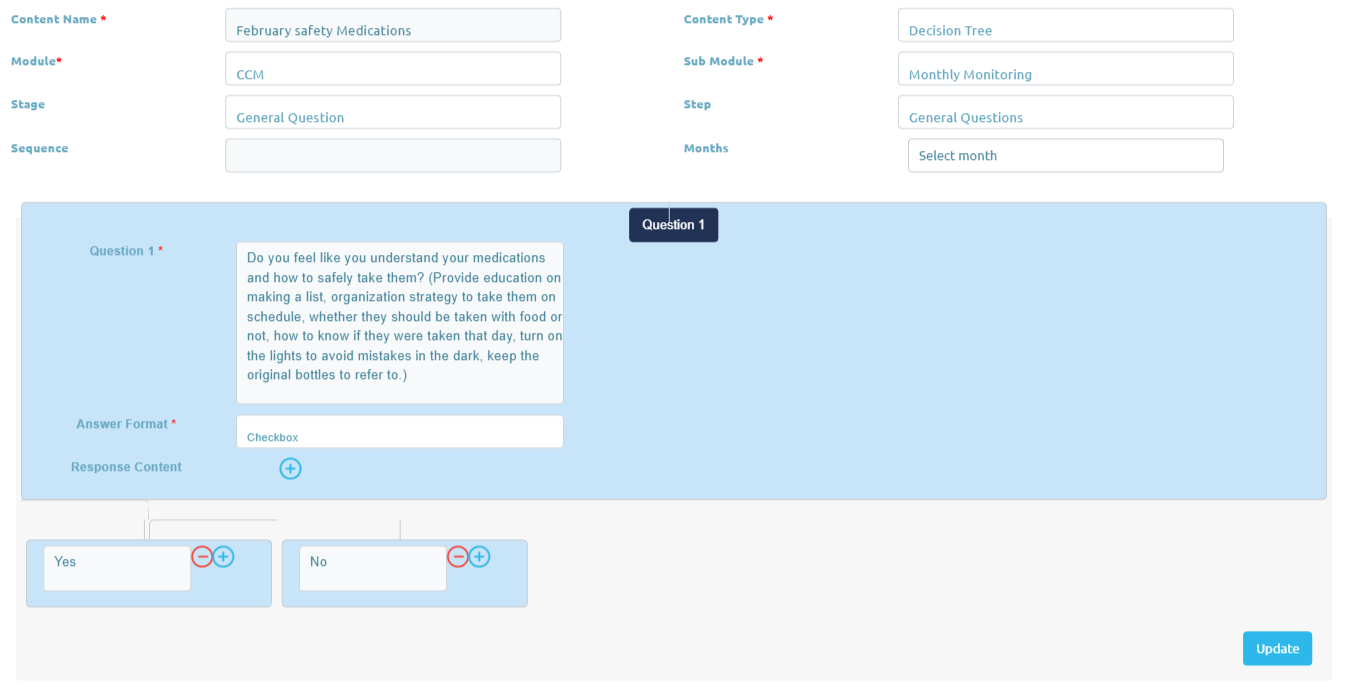 Content Name *
February safety Medications
Content Type *
Decision Tree
Module*
CCM
Sub Module *
Monthly Monitoring
Stage
General Question
Step
General Questions
Sequence
Months
Select month
Question 1
Question 1 *
Do you feel like you understand your medications
and how to safely take them? (Provide education on
making a list, organization strategy to take them on
schedule, whether they should be taken with food or
not, how to know if they were taken that day, turn on
the lights to avoid mistakes in the dark, keep the
original bottles to refer to.)
Answer Format *
Checkbox
Response Content
Yes
No
Update